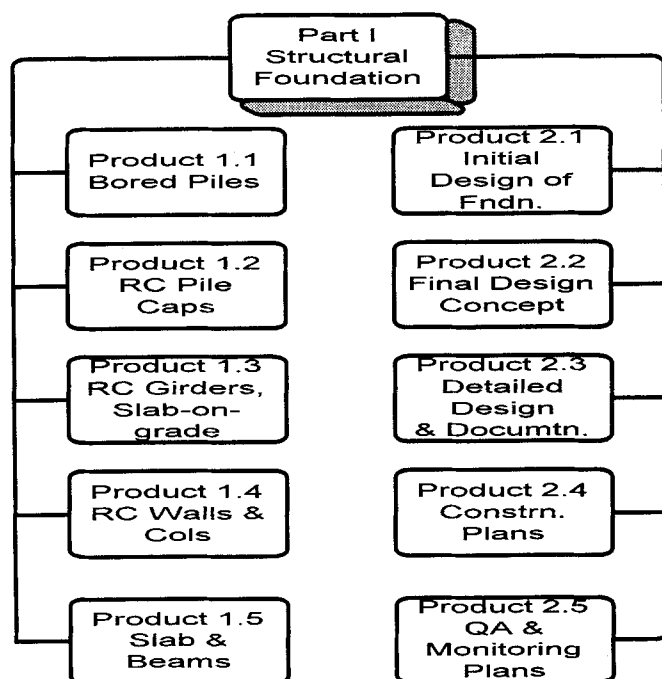 Part I
Structural
Foundation
Product 1.1
Bored Piles
Product 1.2
RC Pile
Caps
Product 1.3
RC Girders,
Slab-on-
grade
Product 1.4
RC Walls &
Cols
Product 1.5
Slab &
Beams
Product 2.1
Initial
Design of
Fndn.
Product 2.2
Final Design
Concept
Product 2.3
Detailed
Design
& Documtn.
Product 2.4
Constrn.
Plans
Product 2.5
QA &
Monitoring
Plans